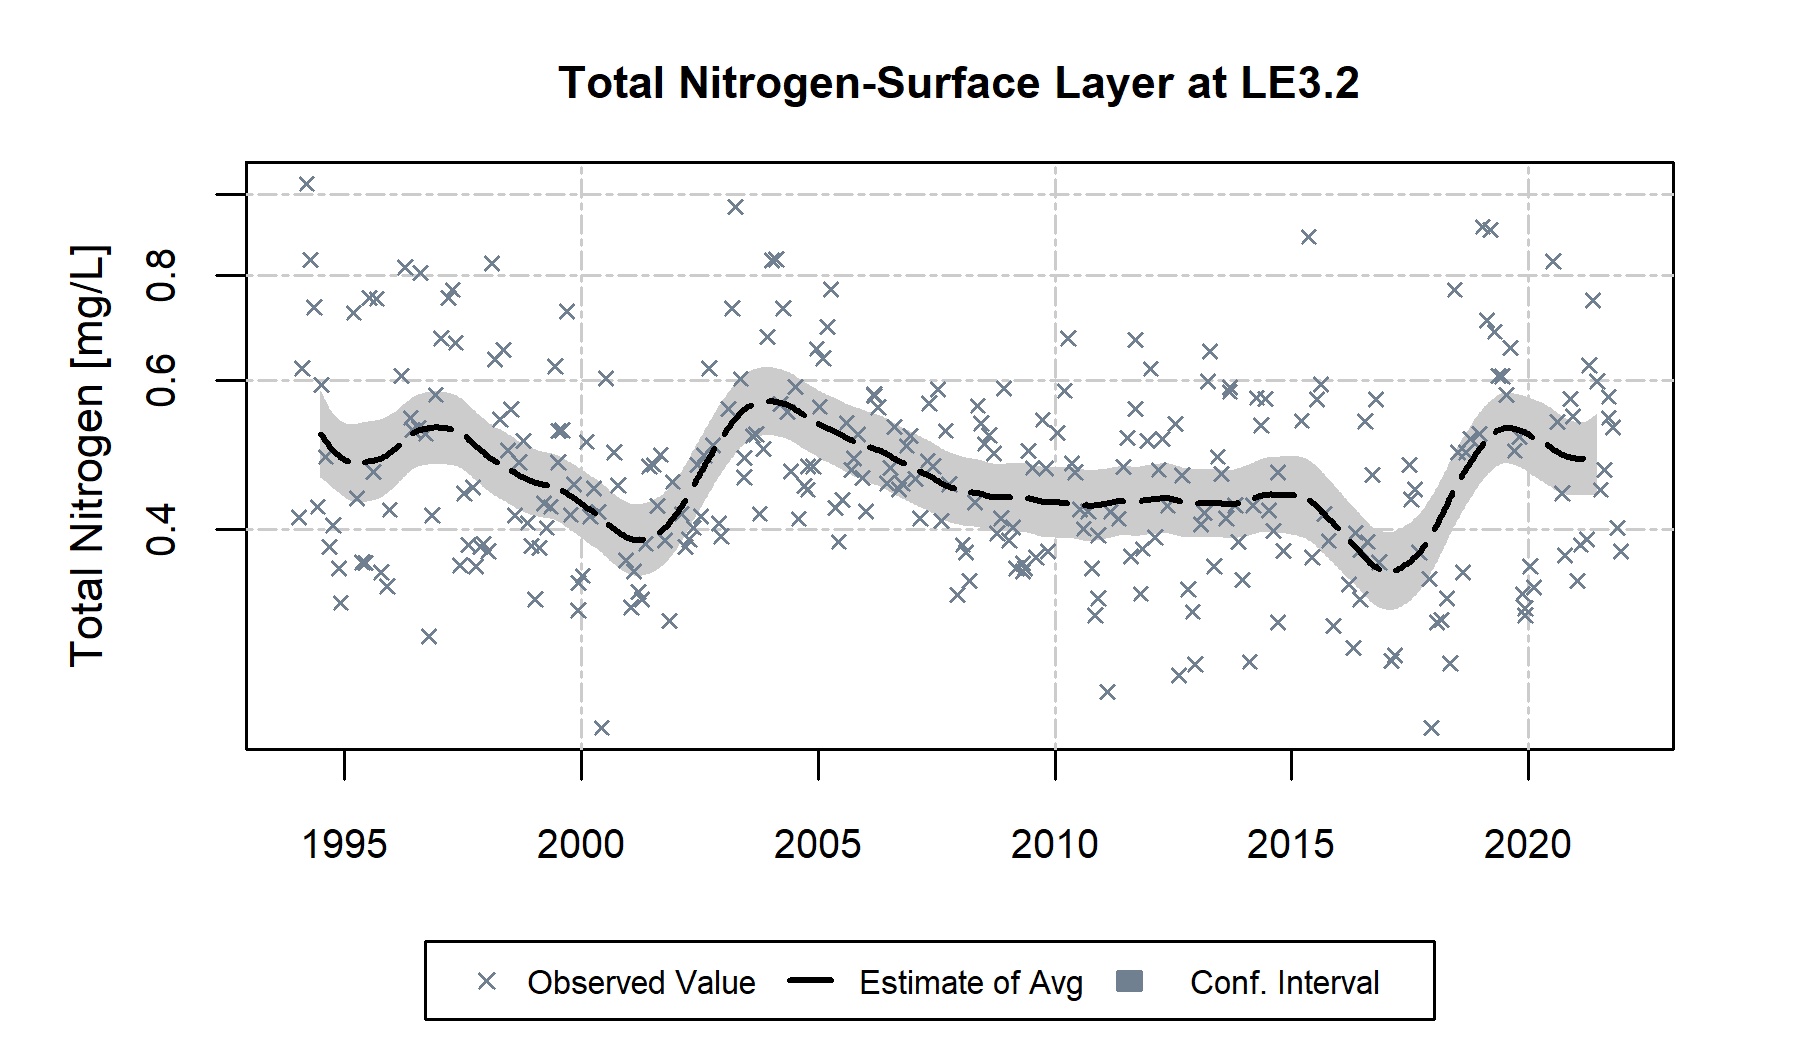 Total Nitrogen-Surface Layer at LE3.2
Total Nitrogen [mg/L]
0.8
0.6
0.4
1995 2000 2005 2010 2015 2020
Observed Value Estimate of Avg Conf. Interval